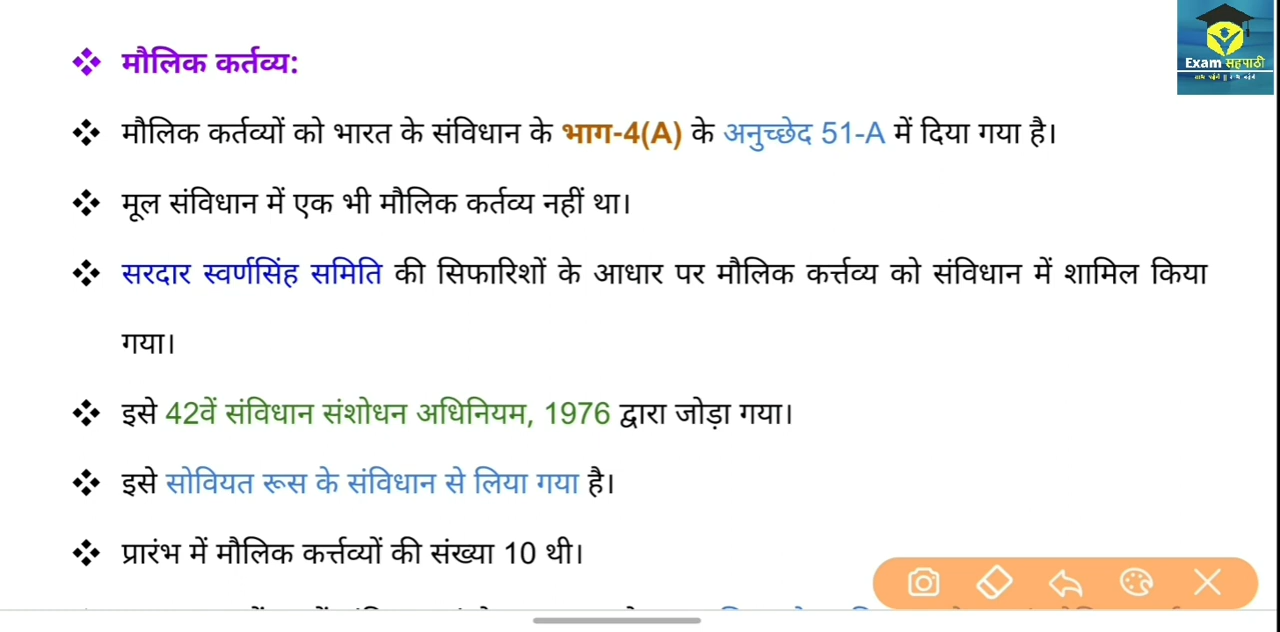 Exam सहपाठी
❖ मौलिक कर्तव्य:
❖ मौलिक कर्तव्यों को भारत के संविधान के भाग-4(A) के अनुच्छेद 51-A में दिया गया है।
❖ मूल संविधान में एक भी मौलिक कर्तव्य नहीं था।
❖ सरदार स्वर्णसिंह समिति की सिफारिशों के आधार पर मौलिक कर्त्तव्य को संविधान में शामिल किया
गया।
❖ इसे 42वें संविधान संशोधन अधिनियम, 1976 द्वारा जोड़ा गया।
❖ इसे सोवियत रूस के संविधान से लिया गया है।
❖ प्रारंभ में मौलिक कर्त्तव्यों की संख्या 10 थी।